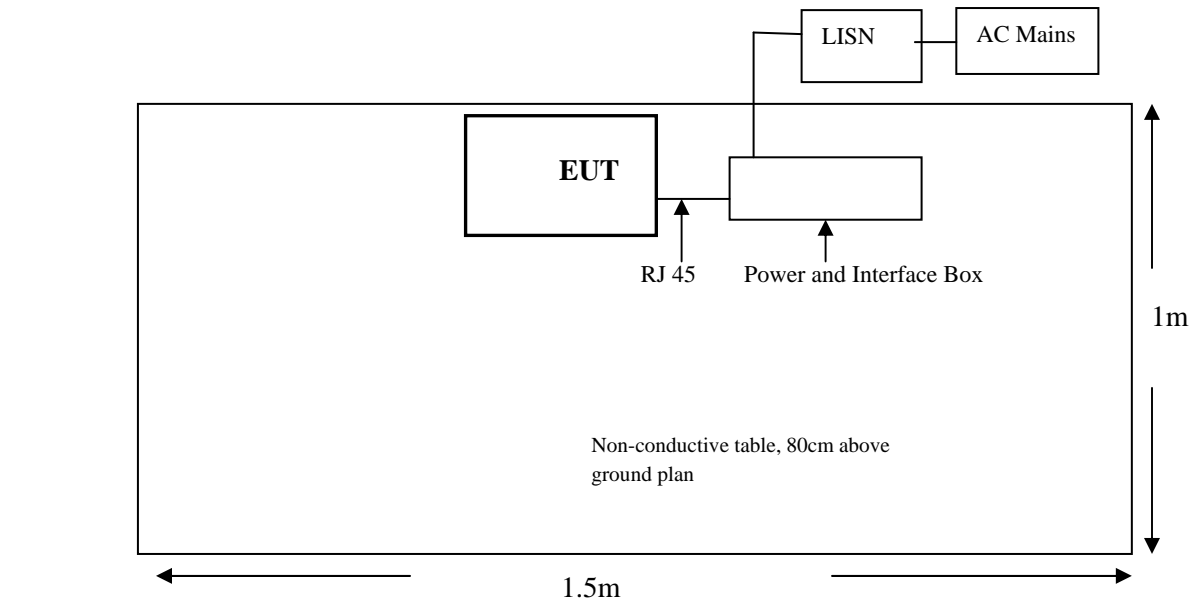 LISN
AC Mains
EUT
RJ 45
Power and Interface Box
1m
Non-conductive table, 80cm above
ground plan
1.5m